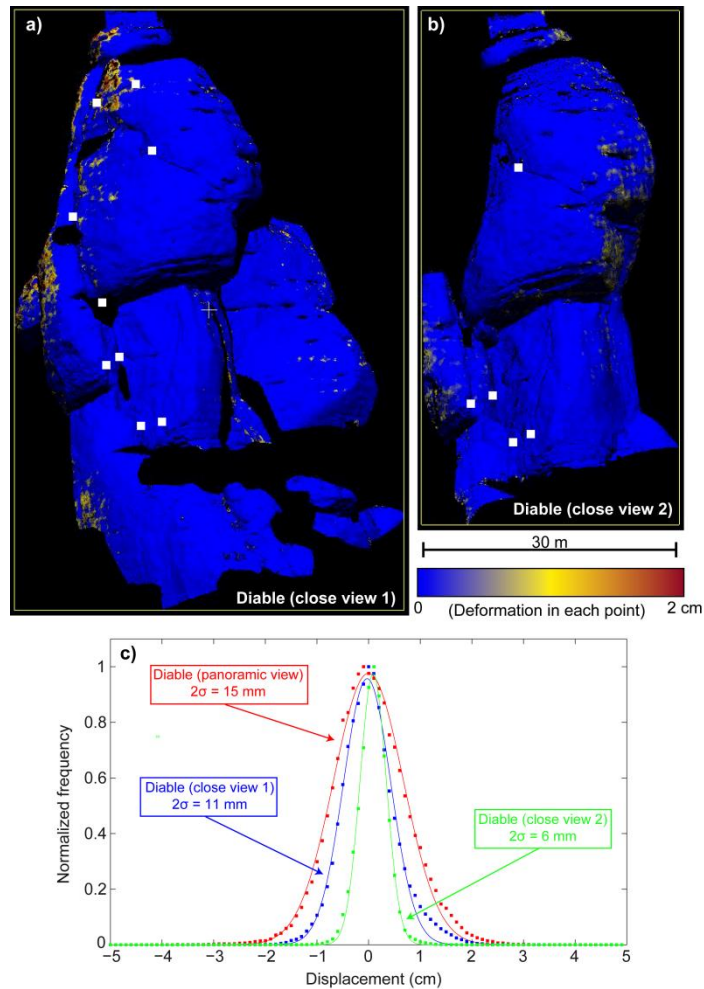 a)
Diable (close view 1)
b)
Diable (close view 2)
30 m
0
(Deformation in each point)
2 cm
c)
Normalized frequency
1
0.8
0.6
0.4
0.2
0
Diable (panoramic view)
2σ = 15 mm
Diable (close view 1)
2σ = 11 mm
Diable (close view 2)
2σ = 6 mm
-5
-4
-3
-2
-1
0
1
2
3
4
5
Displacement (cm)